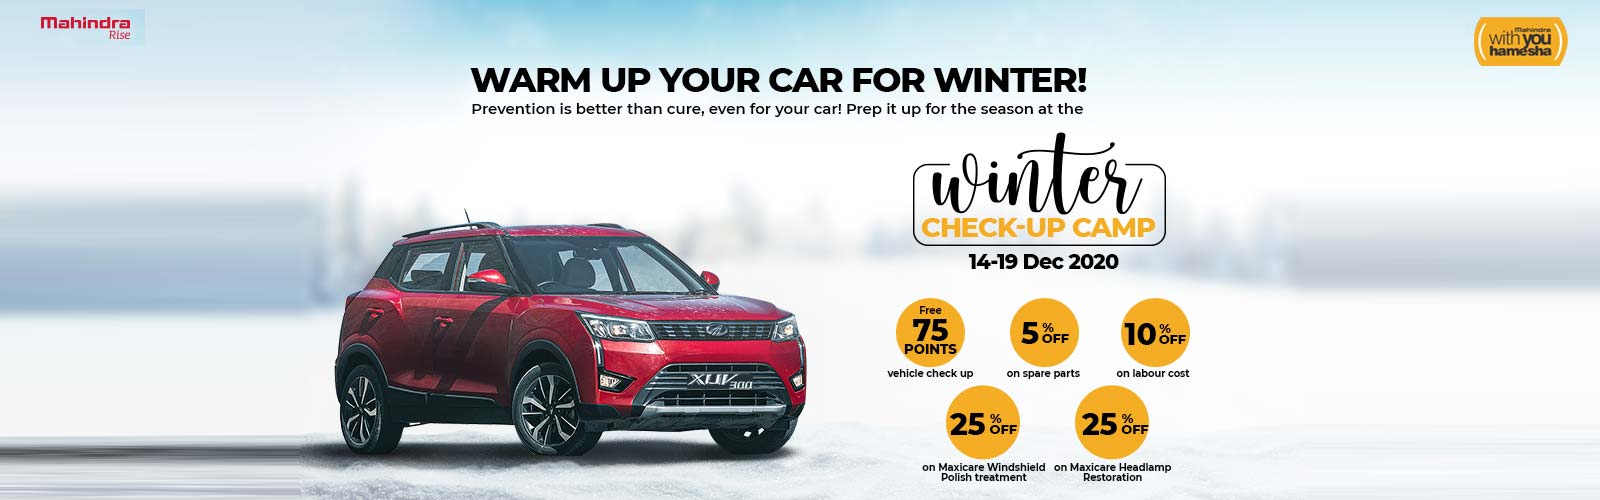 Mahindra
Rise
Mahindra
with you
hamesha
WARM UP YOUR CAR FOR WINTER!
Prevention is better than cure, even for your car! Prep it up for the season at the
winter
CHECK-UP CAMP
14-19 Dec 2020
Free
75
POINTS
vehicle check up
5% OFF
on spare parts
10% OFF
on labour cost
25% OFF
on Maxicare Windshield
Polish treatment
25% OFF
on Maxicare Headlamp
Restoration
XUV300